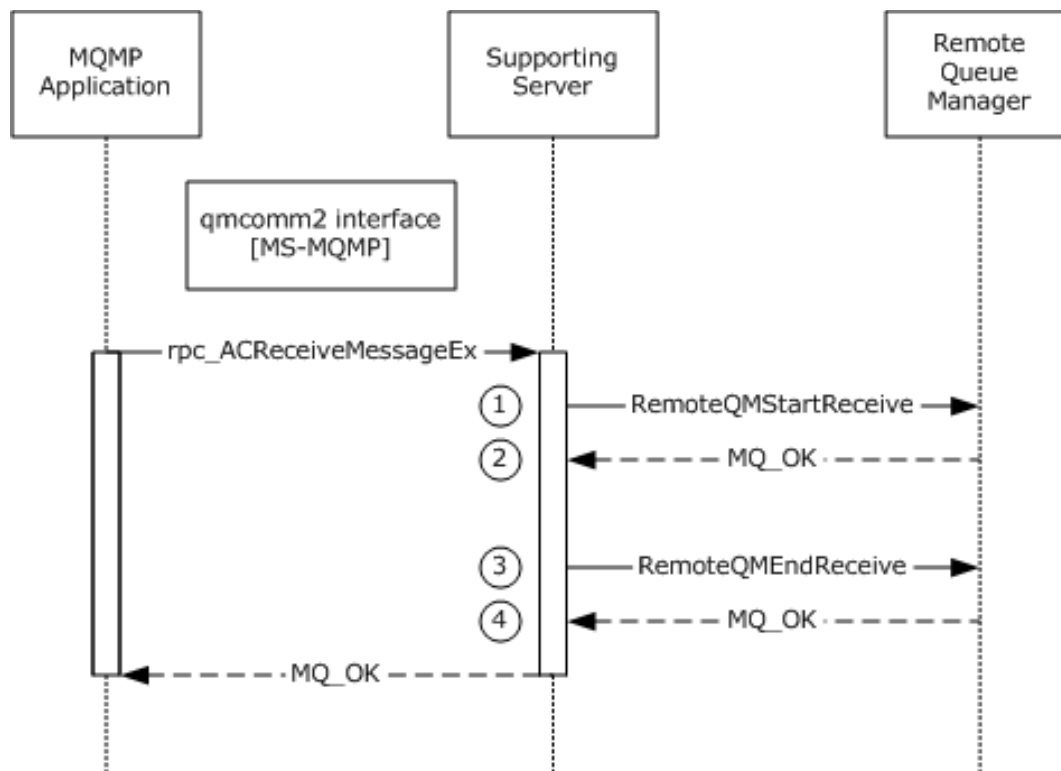 MQMP
Application
Supporting
Server
Remote
Queue
Manager
qmcomm2 interface
[MS-MQMP]
rpc_ACReceiveMessageEx
1 RemoteQMStartReceive
2 MQ_OK
3 RemoteQMEndReceive
4 MQ_OK
MQ_OK